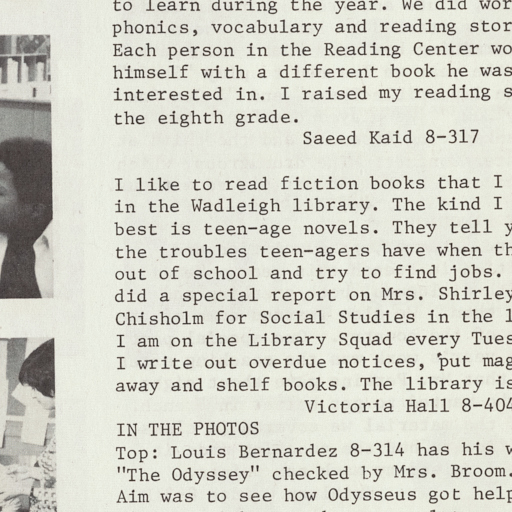 to learn during the year. We did
phonics, vocabulary and reading
Each person in the Reading Center
himself with a different book he was
interested in. I raised my reading
the eighth grade.
Saeed Kaid 8-317
I like to read fiction books that I
in the Wadleigh library. The kind I
best is teen-age novels. They tell
the troubles teen-agers have when
out of school and try to find jobs.
did a special report on Mrs. Shirley
Chisholm for Social Studies in the
I am on the Library Squad every
I write out overdue notices, put
away and shelf books. The library is
Victoria Hall 8-404
IN THE PHOTOS
Top: Louis Bernardez 8-314 has his
"The Odyssey" checked by Mrs. Broom.
Aim was to see how Odysseus got help